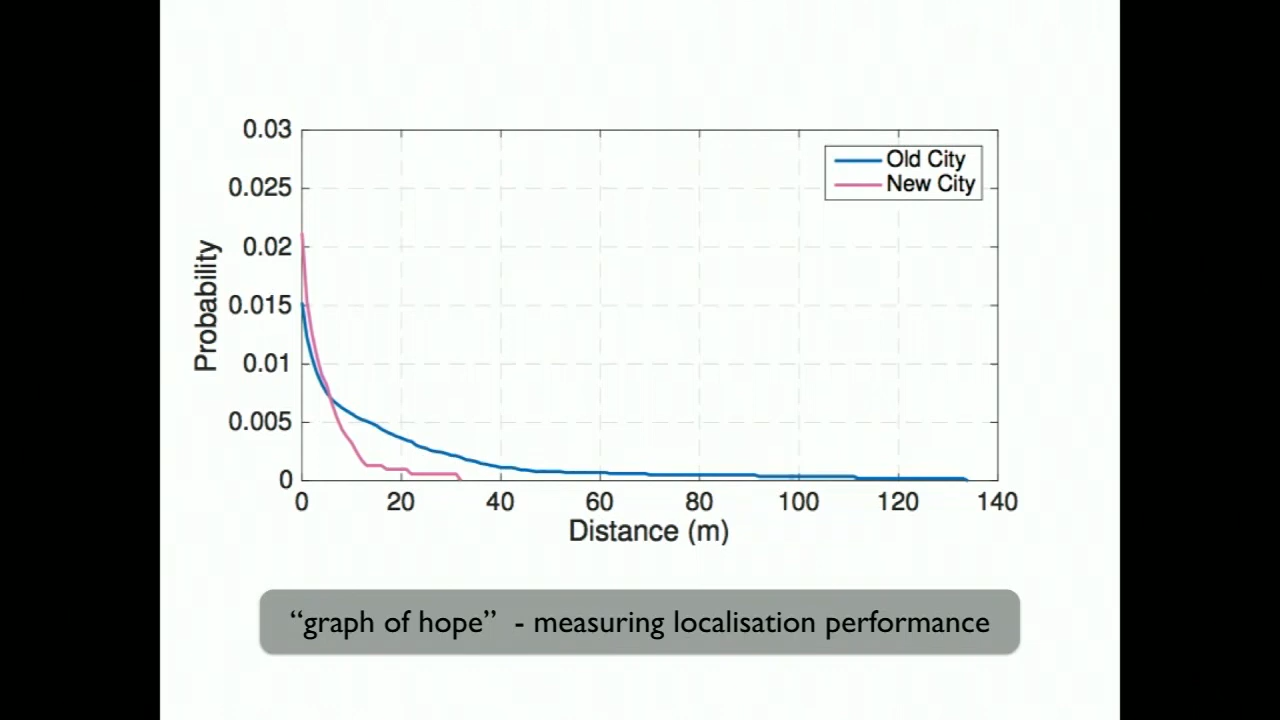 0.03
0.025
0.02
0.015
0.01
0.005
0
Probability
Old City
New City
0 20 40 60 80 100 120 140
Distance (m)
“graph of hope” - measuring localisation performance